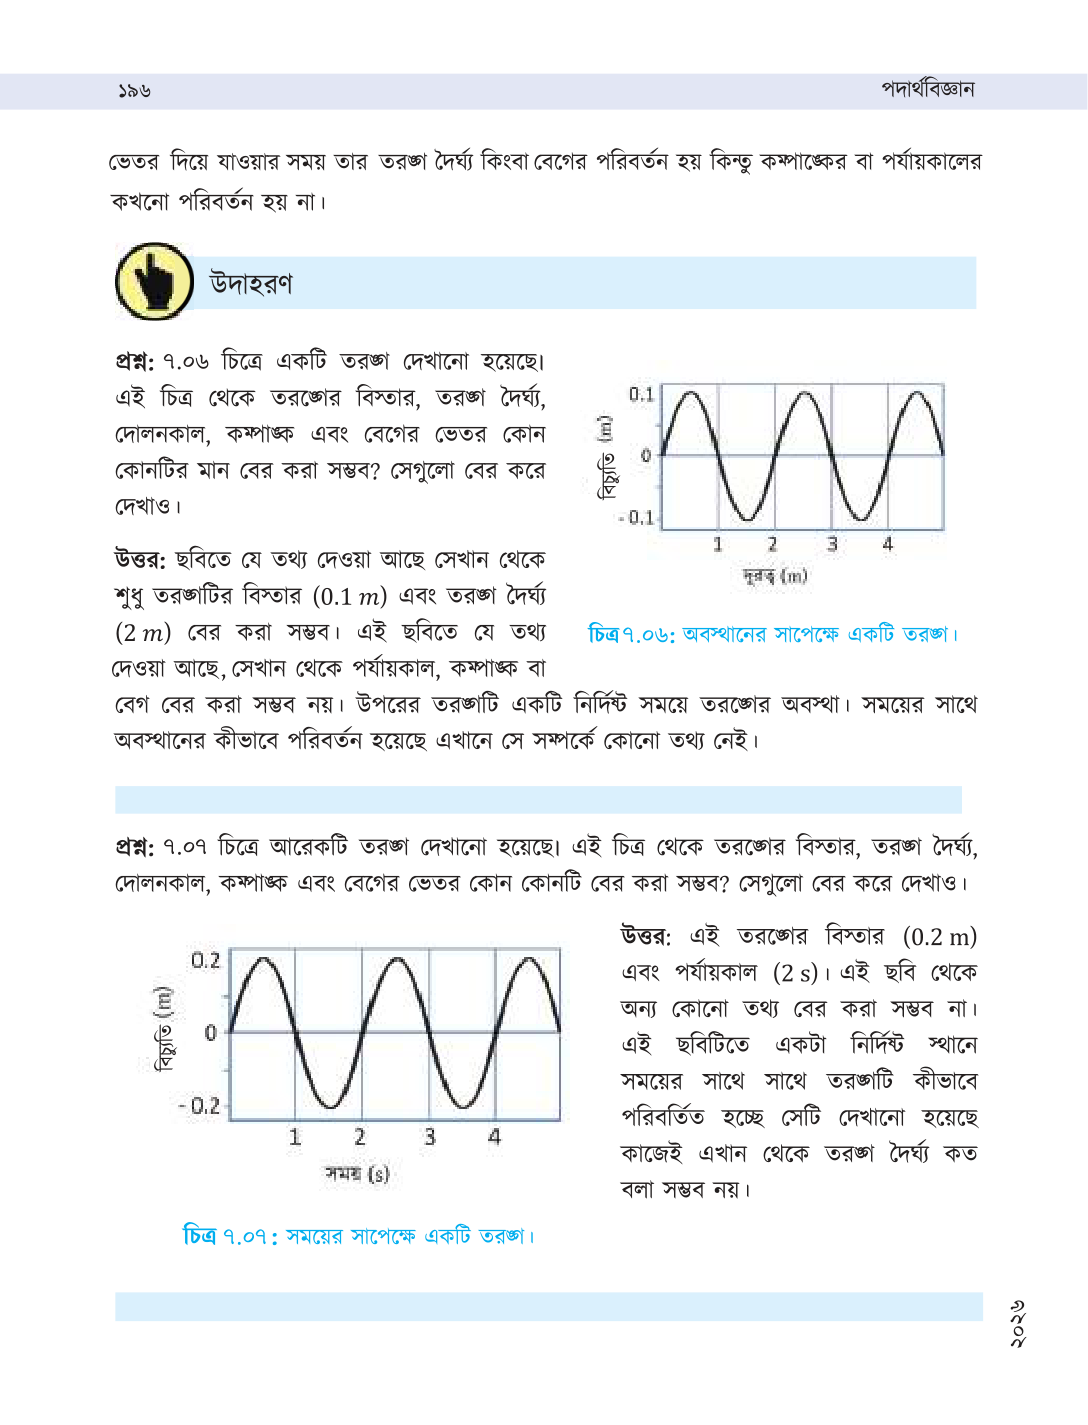 ১৯৬
পদার্থবিজ্ঞান
ভেতর দিয়ে যাওয়ার সময় তার তরঙ্গ দৈর্ঘ্য কিংবা বেগের পরিবর্তন হয় কিন্তু কম্পাঙ্কের বা পর্যায়কালের
কখনো পরিবর্তন হয় না।
উদাহরণ
প্রশ্ন: ৭.০৬ চিত্রে একটি তরঙ্গ দেখানো হয়েছে।
এই চিত্র থেকে তরঙ্গের বিস্তার, তরঙ্গ দৈর্ঘ্য,
দোলনকাল, কম্পাঙ্ক এবং বেগের ভেতর কোন
কোনটির মান বের করা সম্ভব? সেগুলো বের করে
দেখাও।
উত্তর: ছবিতে যে তথ্য দেওয়া আছে সেখান থেকে
শুধু তরঙ্গটির বিস্তার (0.1 m) এবং তরঙ্গ দৈর্ঘ্য
(2 m) বের করা সম্ভব। এই ছবিতে যে তথ্য
দেওয়া আছে, সেখান থেকে পর্যায়কাল, কম্পাঙ্ক বা
বেগ বের করা সম্ভব নয়। উপরের তরঙ্গটি একটি নির্দিষ্ট সময়ে তরঙ্গের অবস্থা। সময়ের সাথে
অবস্থানের কীভাবে পরিবর্তন হয়েছে এখানে সে সম্পর্কে কোনো তথ্য নেই।
0.1
0
- 0.1
বিচ্যুতি (m)
1 2 3 4
দূরত্ব (m)
চিত্র ৭.০৬: অবস্থানের সাপেক্ষে একটি তরঙ্গ।
প্রশ্ন: ৭.০৭ চিত্রে আরেকটি তরঙ্গ দেখানো হয়েছে। এই চিত্র থেকে তরঙ্গের বিস্তার, তরঙ্গ দৈর্ঘ্য,
দোলনকাল, কম্পাঙ্ক এবং বেগের ভেতর কোন কোনটি বের করা সম্ভব? সেগুলো বের করে দেখাও।
0.2
0
- 0.2
বিচ্যুতি (m)
1 2 3 4
সময় (s)
চিত্র ৭.০৭: সময়ের সাপেক্ষে একটি তরঙ্গ।
উত্তর: এই তরঙ্গের বিস্তার (0.2 m)
এবং পর্যায়কাল (2 s)। এই ছবি থেকে
অন্য কোনো তথ্য বের করা সম্ভব না।
এই ছবিটিতে একটা নির্দিষ্ট স্থানে
সময়ের সাথে সাথে তরঙ্গটি কীভাবে
পরিবর্তিত হচ্ছে সেটি দেখানো হয়েছে
কাজেই এখান থেকে তরঙ্গ দৈর্ঘ্য কত
বলা সম্ভব নয়।
২০২৬